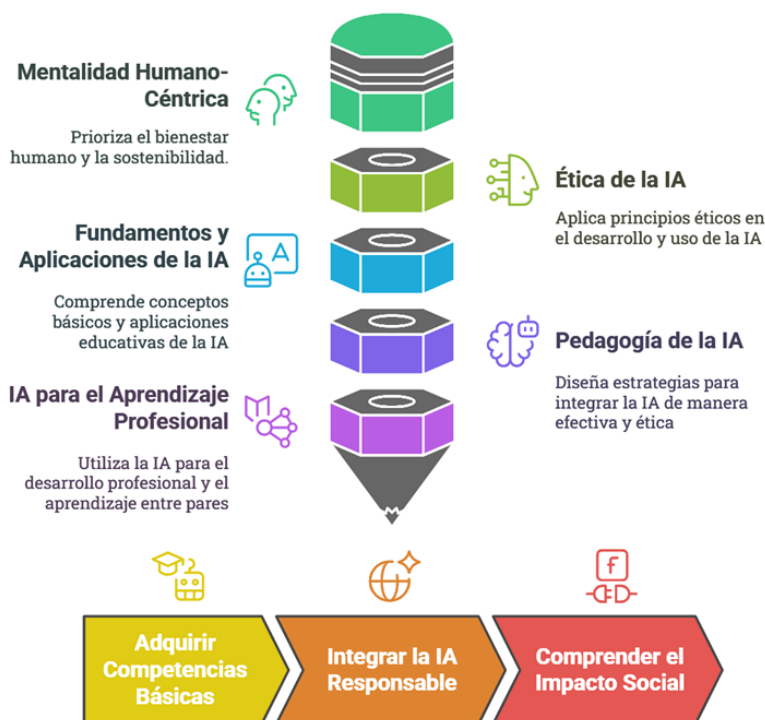 Mentalidad Humano-
Céntrica
Prioriza el bienestar
humano y la sostenibilidad.
Ética de la IA
Aplica principios éticos en
el desarrollo y uso de la IA
Fundamentos y
Aplicaciones de la IA
A
Comprende conceptos
básicos y aplicaciones
educativas de la IA
Pedagogía de la IA
Diseña estrategias para
integrar la IA de manera
efectiva y ética
IA para el Aprendizaje
Profesional
Utiliza la IA para el
desarrollo profesional y el
aprendizaje entre pares
f
Adquirir
Competencias
Básicas
Integrar la IA
Responsable
Comprender el
Impacto Social